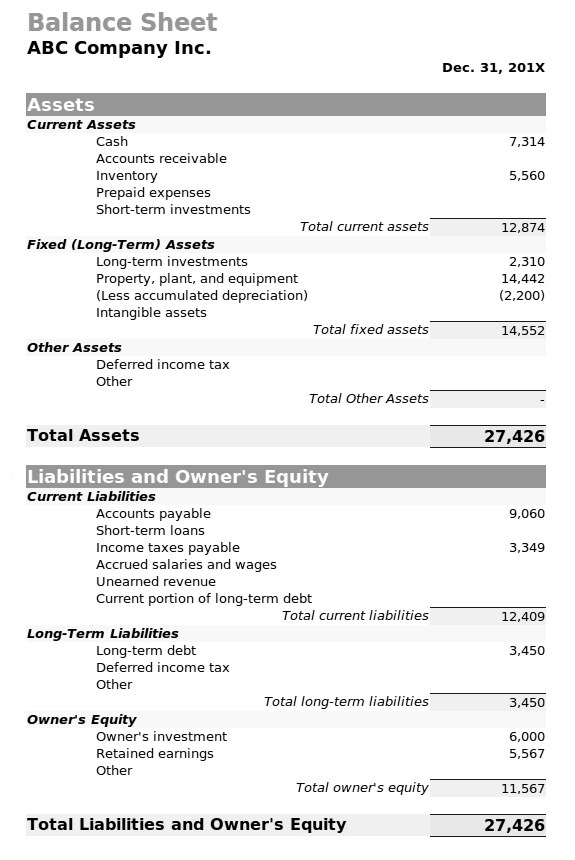 Balance Sheet
ABC Company Inc.
Dec. 31, 201X
Assets
Current Assets
Cash 7,314
Accounts receivable
Inventory 5,560
Prepaid expenses
Short-term investments
Total current assets 12,874
Fixed (Long-Term) Assets
Long-term investments 2,310
Property, plant, and equipment 14,442
(Less accumulated depreciation) (2,200)
Intangible assets
Total fixed assets 14,552
Other Assets
Deferred income tax
Other
Total Other Assets -
Total Assets 27,426
Liabilities and Owner's Equity
Current Liabilities
Accounts payable 9,060
Short-term loans
Income taxes payable 3,349
Accrued salaries and wages
Unearned revenue
Current portion of long-term debt
Total current liabilities 12,409
Long-Term Liabilities
Long-term debt 3,450
Deferred income tax
Other
Total long-term liabilities 3,450
Owner's Equity
Owner's investment 6,000
Retained earnings 5,567
Other
Total owner's equity 11,567
Total Liabilities and Owner's Equity 27,426